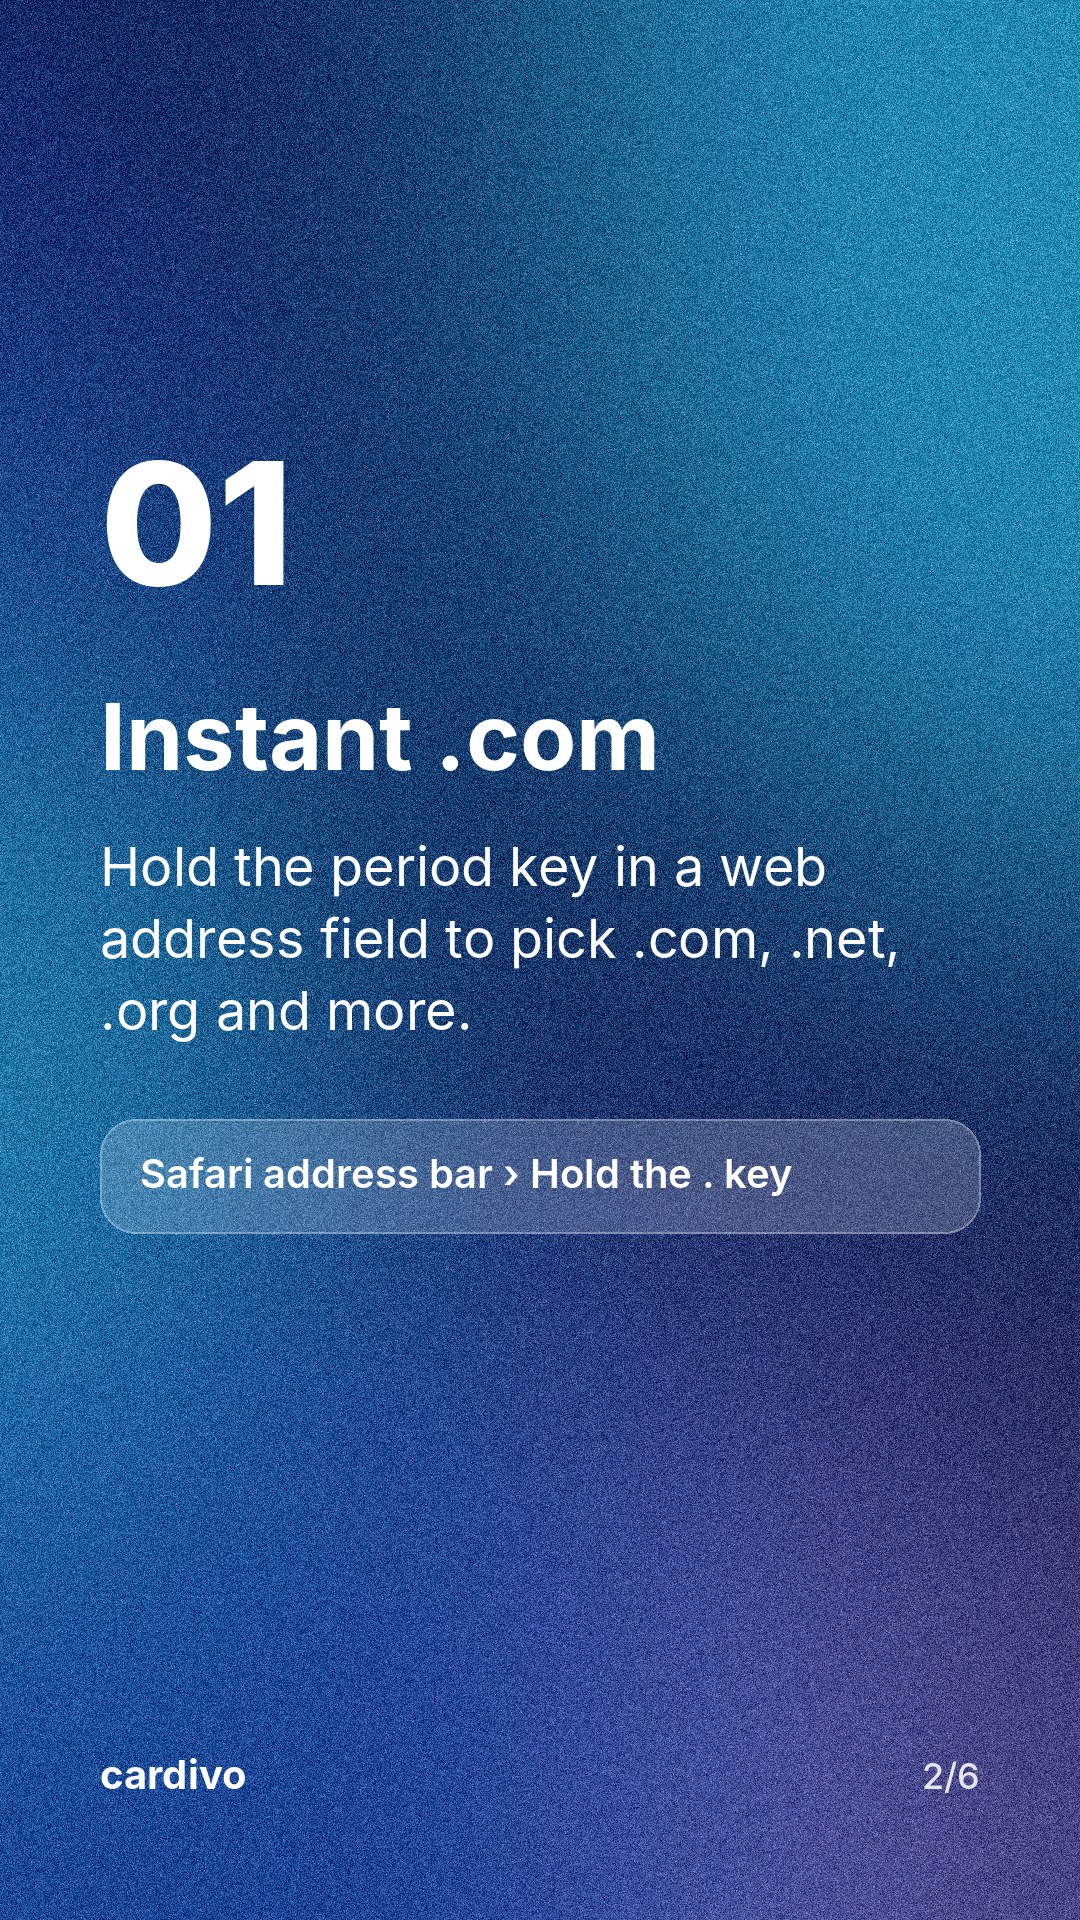 01
Instant .com
Hold the period key in a web
address field to pick .com, .net,
.org and more.
Safari address bar › Hold the . key
cardivo
2/6